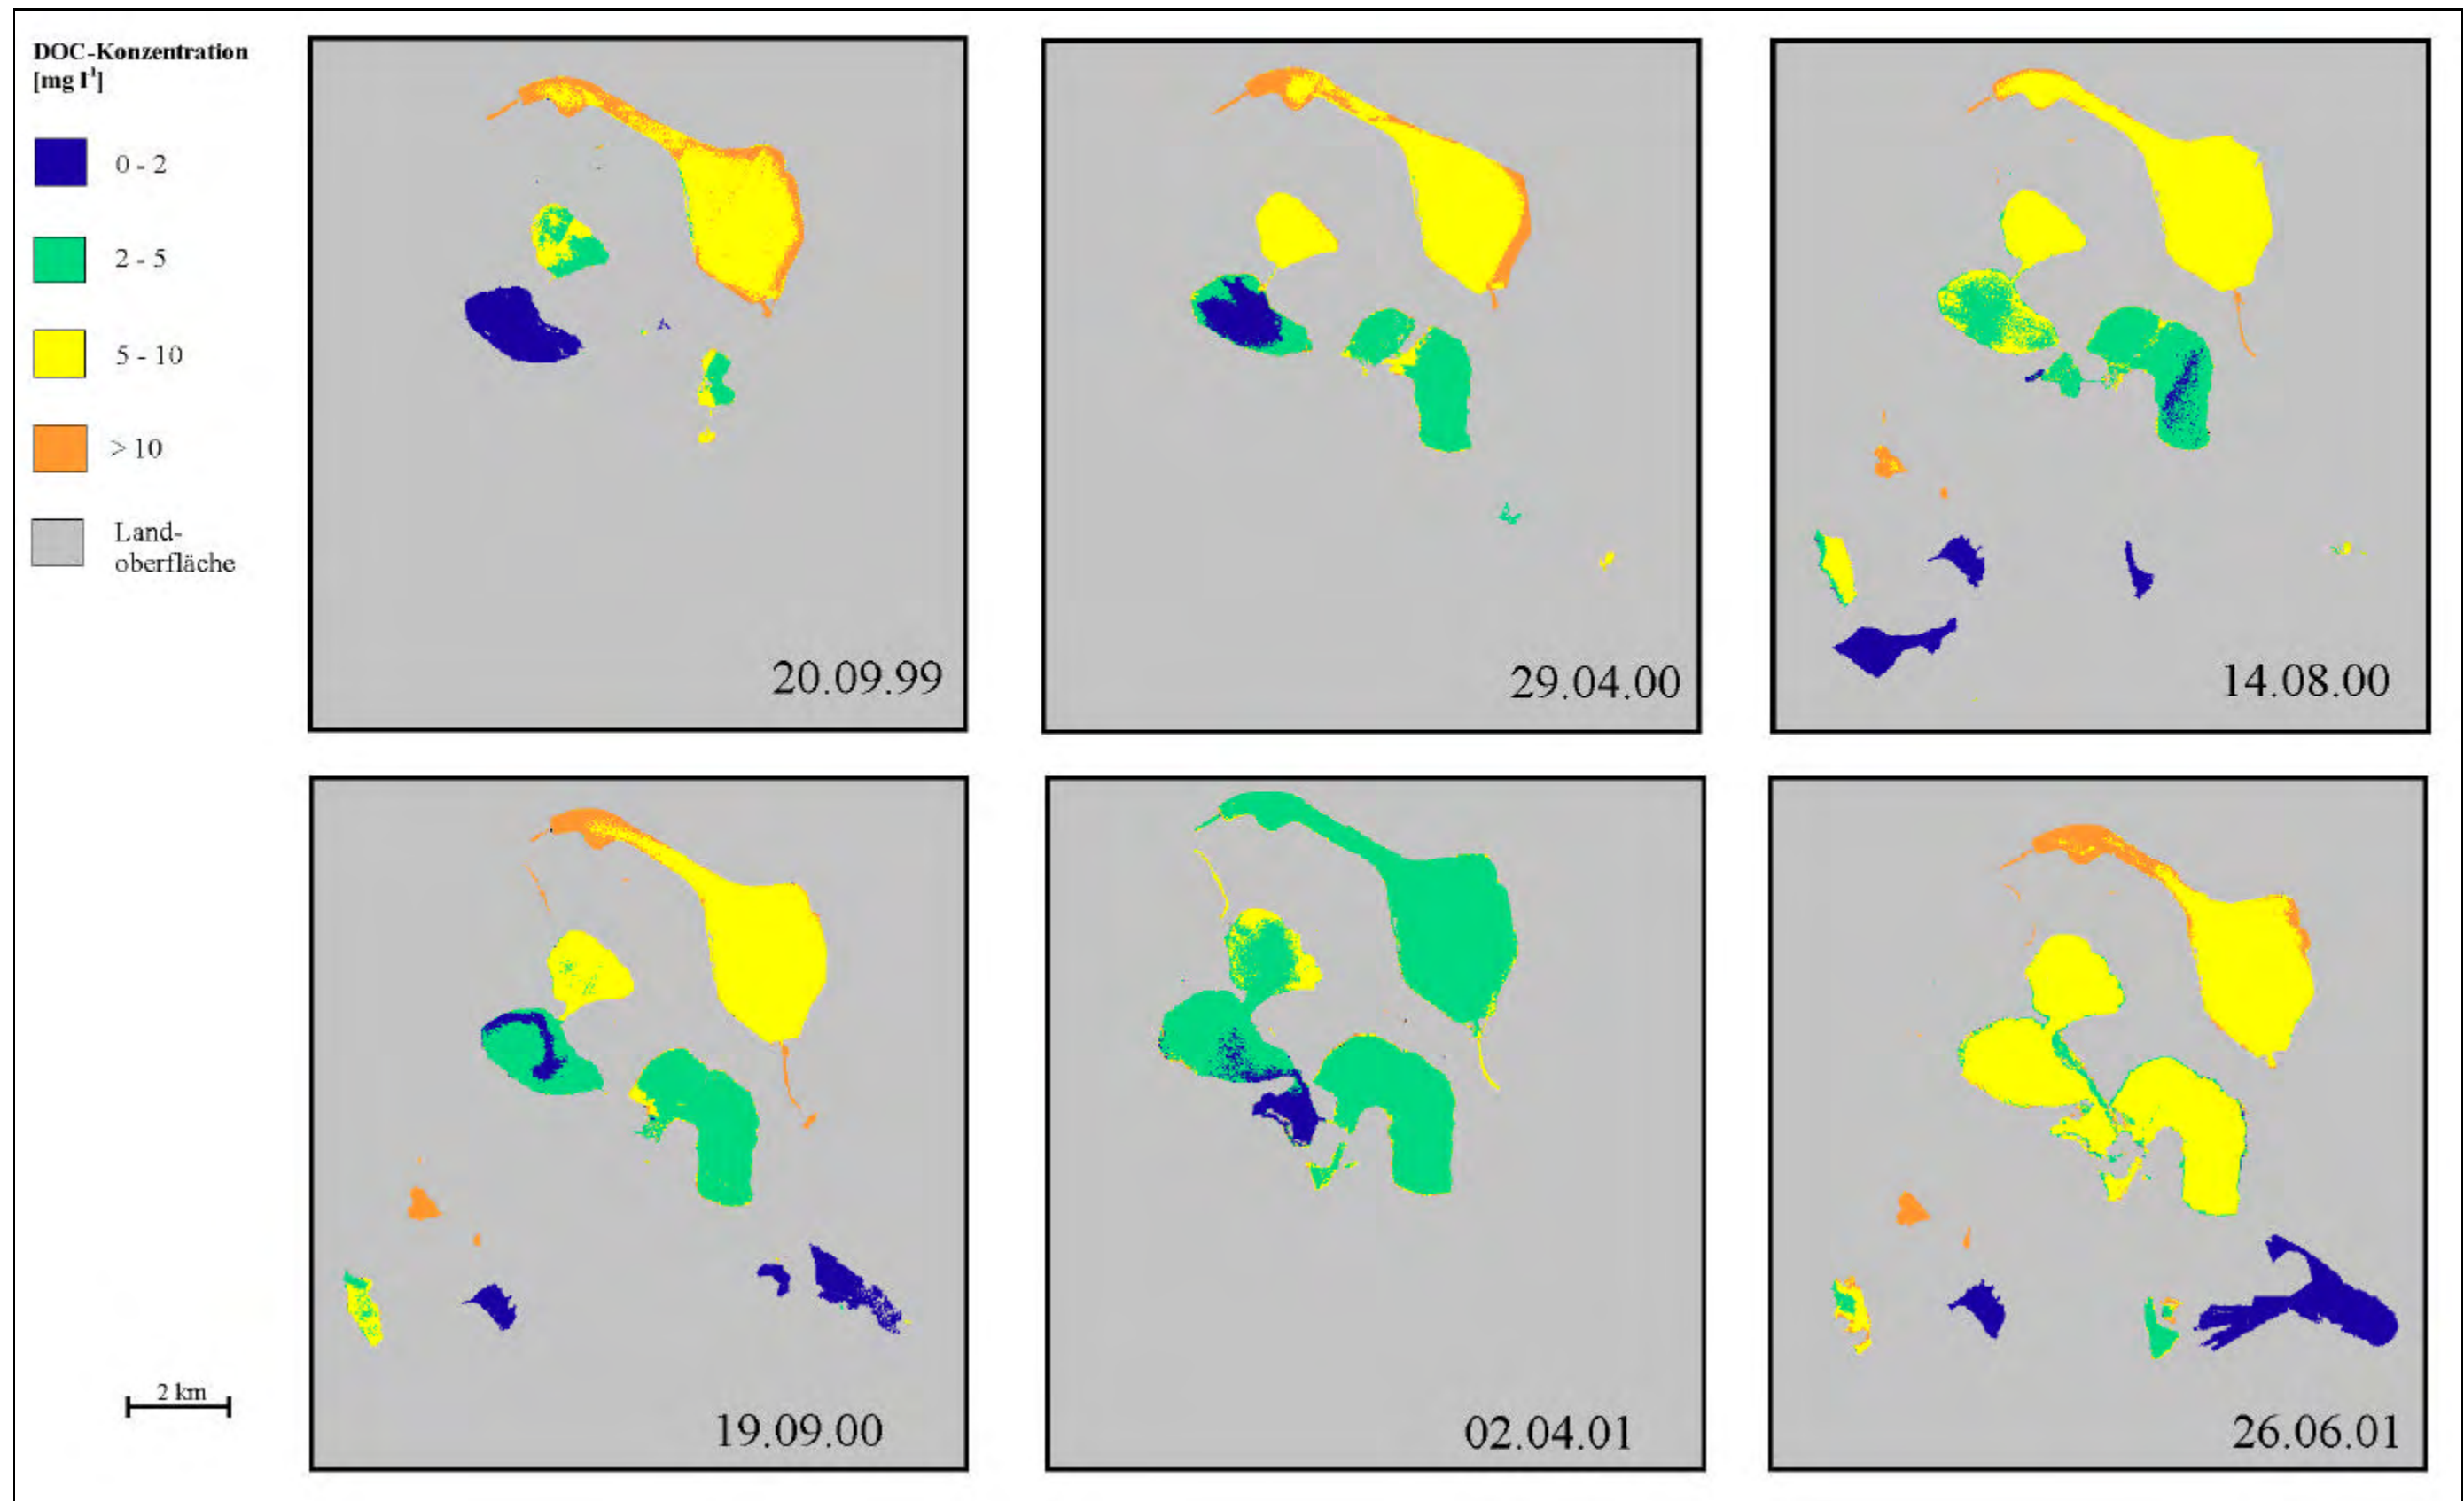 DOC-Konzentration
[mg l⁻¹]
0 - 2
2 - 5
5 - 10
> 10
Land-
oberfläche
20.09.99
29.04.00
14.08.00
2 km
19.09.00
02.04.01
26.06.01